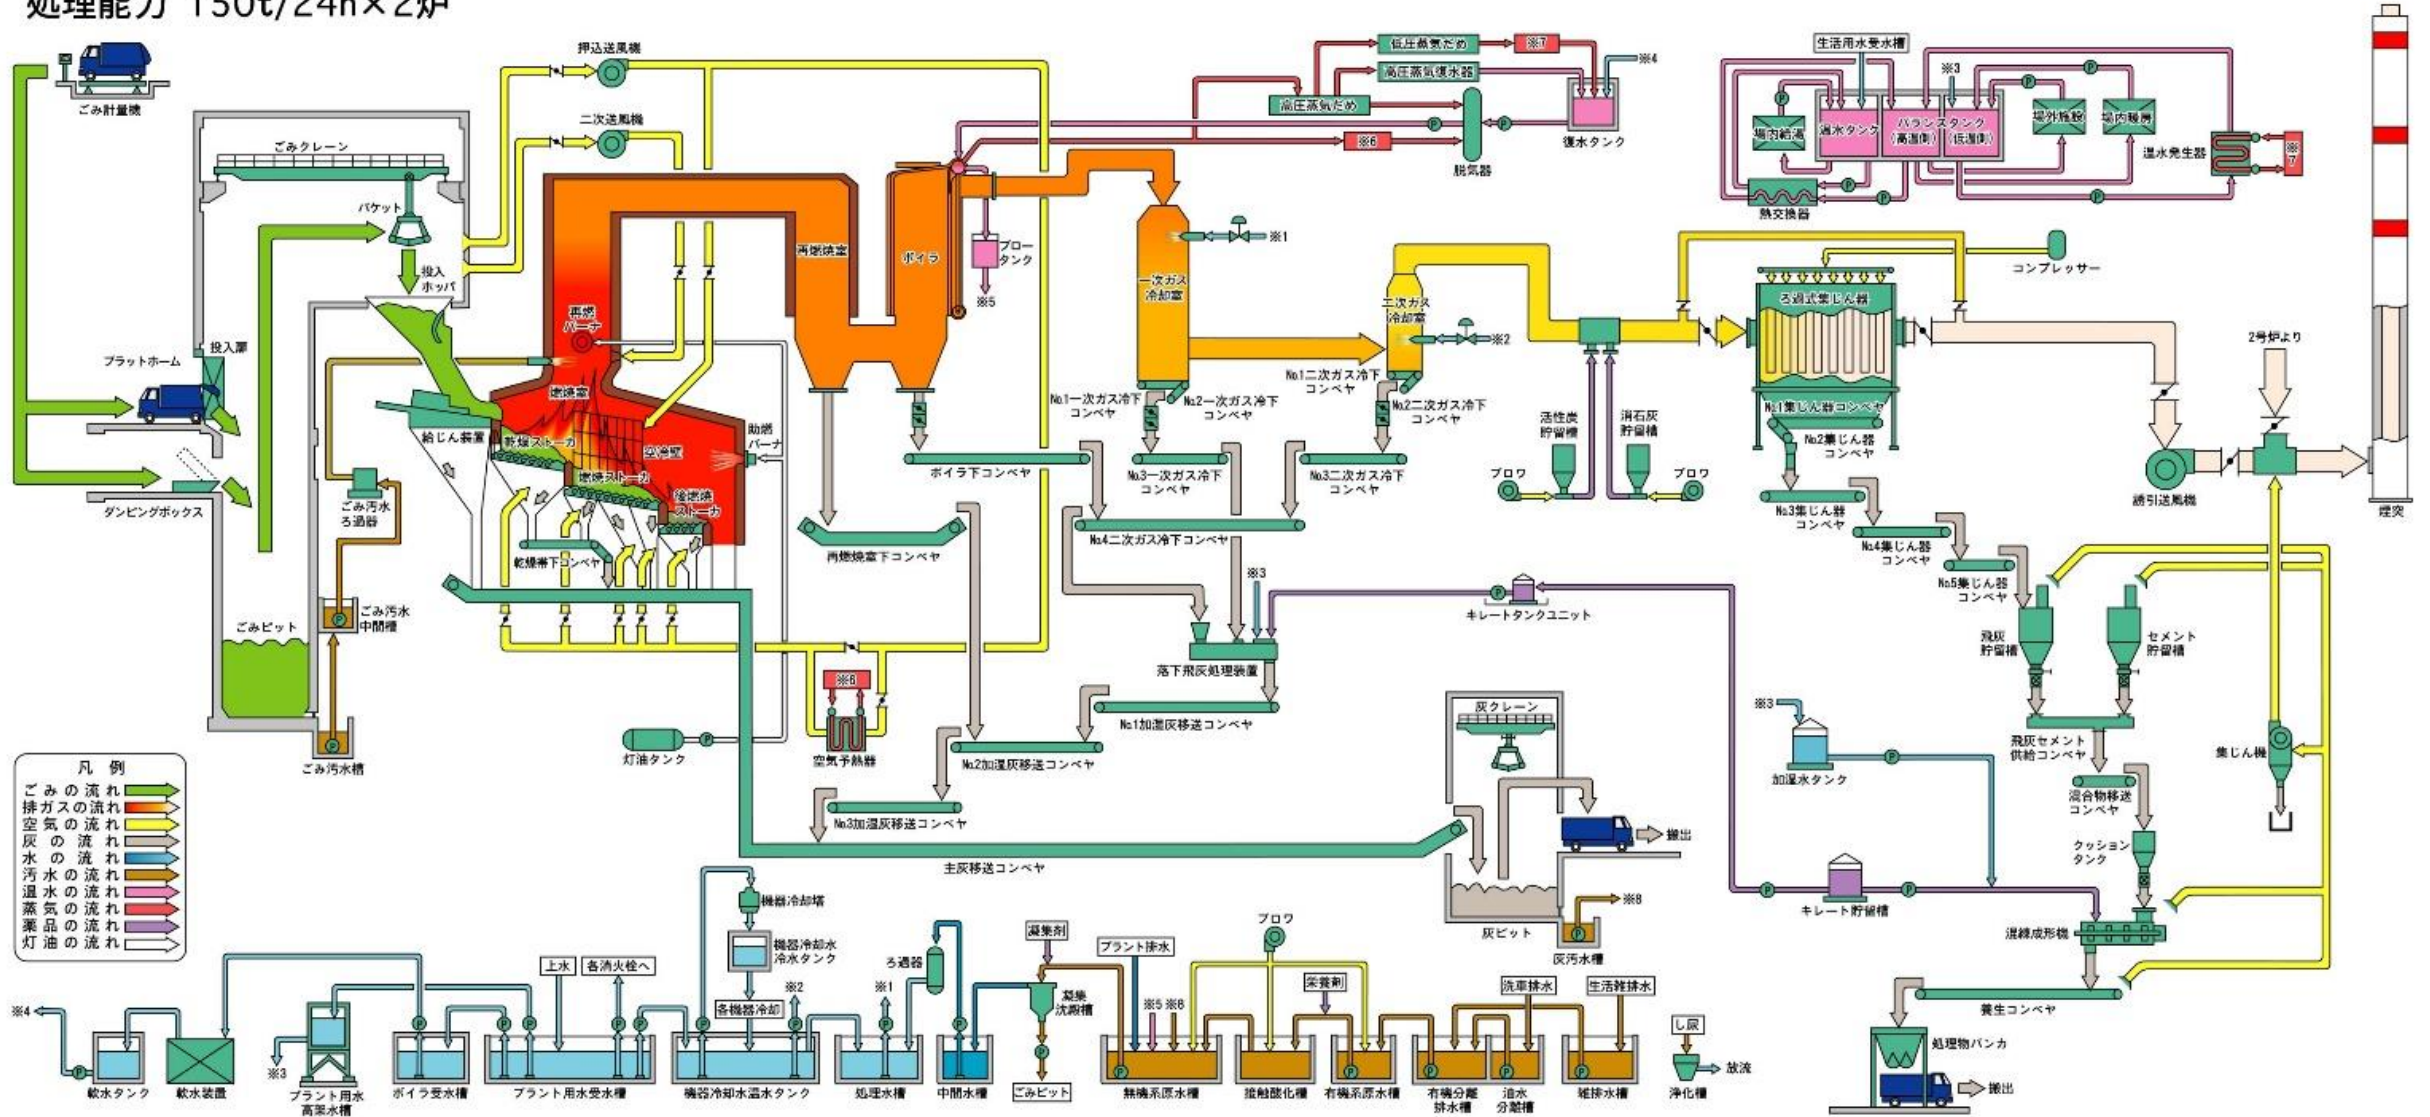 処理能力 150t/24h×2炉
ごみ計量機
ごみクレーン
バケット
投入
ホッパ
プラットホーム
投入扉
ダンピングボックス
ごみピット
ごみ汚水
ろ過器
ごみ汚水
中間槽
ごみ汚水槽
押込送風機
二次送風機
再燃
バーナ
燃焼室
給じん装置
乾燥ストーカ
空冷壁
助燃
バーナ
燃焼ストーカ
後燃焼
ストーカ
乾燥帯下コンベヤ
再燃焼室
ボイラ
ブロー
タンク
※5
再燃焼室下コンベヤ
ボイラ下コンベヤ
灯油タンク
※6
空気予熱器
低圧蒸気だめ
※7
※4
高圧蒸気復水器
高圧蒸気だめ
※6
脱気器
復水タンク
一次ガス
冷却室
※1
二次ガス
冷却室
※2
No.1一次ガス冷下
コンベヤ
No.2一次ガス冷下
コンベヤ
No.1二次ガス冷下
コンベヤ
No.2二次ガス冷下
コンベヤ
No.3一次ガス冷下
コンベヤ
No.3二次ガス冷下
コンベヤ
No.4二次ガス冷下コンベヤ
※3
落下飛灰処理装置
No.1加湿灰移送コンベヤ
No.2加湿灰移送コンベヤ
No.3加湿灰移送コンベヤ
主灰移送コンベヤ
生活用水受水槽
※3
場内給湯
温水タンク
バランスタンク
(高温側)
(低温側)
場外施設
場内暖房
温水発生器
※7
熱交換器
コンプレッサー
ろ過式集じん器
活性炭
貯留槽
消石灰
貯留槽
ブロワ
ブロワ
No.1集じん器コンベヤ
No.2集じん器
コンベヤ
No.3集じん器
コンベヤ
No.4集じん器
コンベヤ
No.5集じん器
コンベヤ
2号炉より
誘引送風機
煙突
キレートタンクユニット
飛灰
貯留槽
セメント
貯留槽
※3
加湿水タンク
飛灰セメント
供給コンベヤ
集じん機
混合物移送
コンベヤ
クッション
タンク
キレート貯留槽
混練成形機
養生コンベヤ
処理物バンカ
搬出
灰クレーン
搬出
灰ピット
※8
灰汚水槽
凡 例
ごみの流れ
排ガスの流れ
空気の流れ
灰の流れ
水の流れ
汚水の流れ
温水の流れ
蒸気の流れ
薬品の流れ
灯油の流れ
※4
軟水タンク
軟水装置
※3
プラント用水
高架水槽
ボイラ受水槽
上水
各消火栓へ
プラント用水受水槽
機器冷却塔
機器冷却水
冷水タンク
各機器冷却
※2
機器冷却水温水タンク
※1
処理水槽
ろ過器
中間水槽
凝集剤
凝集
沈殿槽
ごみピット
プラント排水
※5
※8
無機系原水槽
ブロワ
接触酸化槽
栄養剤
有機系原水槽
洗車排水
有機分離
排水槽
油水
分離槽
生活雑排水
雑排水槽
し尿
浄化槽
放流